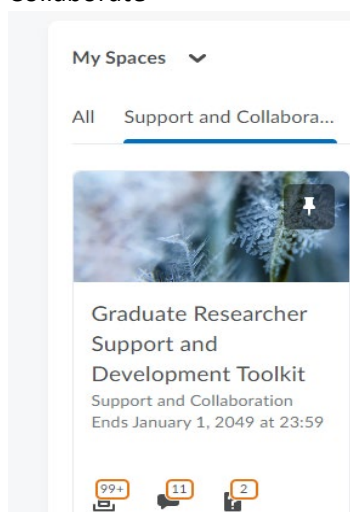 My Spaces
All Support and Collabora...
Graduate Researcher
Support and
Development Toolkit
Support and Collaboration
Ends January 1, 2049 at 23:59
99+ 11 2